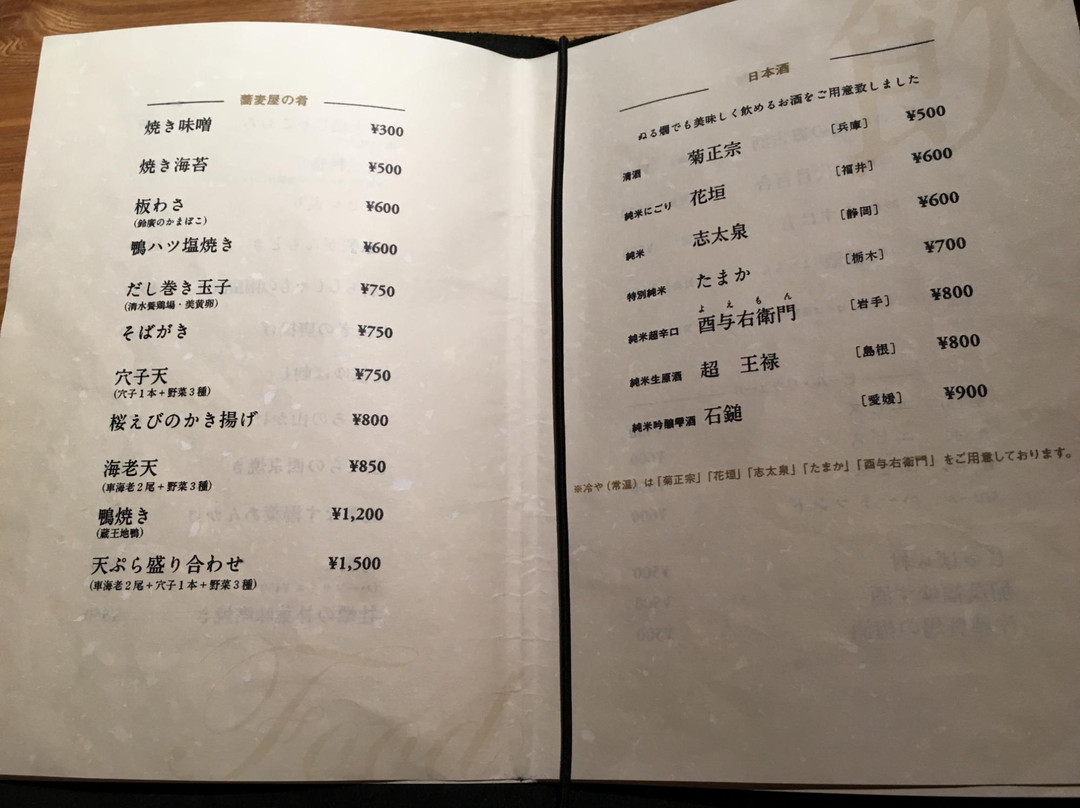 蕎麦屋の肴
焼き味噌 ¥300
焼き海苔 ¥500
板わさ ¥600
(鈴廣のかまぼこ)
鴨ハツ塩焼き ¥600
だし巻き玉子 ¥750
(清水養鶏場・美黄卵)
そばがき ¥750
穴子天 ¥750
(穴子1本+野菜3種)
桜えびのかき揚げ ¥800
海老天 ¥850
(車海老2尾+野菜3種)
鴨焼き ¥1,200
(蔵王地鴨)
天ぷら盛り合わせ ¥1,500
(車海老2尾+穴子1本+野菜3種)
Food
日本酒
ぬる燗でも美味しく飲めるお酒をご用意致しました
清酒 菊正宗 [兵庫] ¥500
純米にごり 花垣 [福井] ¥600
純米 志太泉 [静岡] ¥600
特別純米 たまか [栃木] ¥700
よえもん
純米超辛口 酉与右衛門 [岩手] ¥800
純米生原酒 超 王禄 [島根] ¥800
純米吟醸雫酒 石鎚 [愛媛] ¥900
※冷や(常温)は「菊正宗」「花垣」「志太泉」「たまか」「酉与右衛門」をご用意しております。
飲